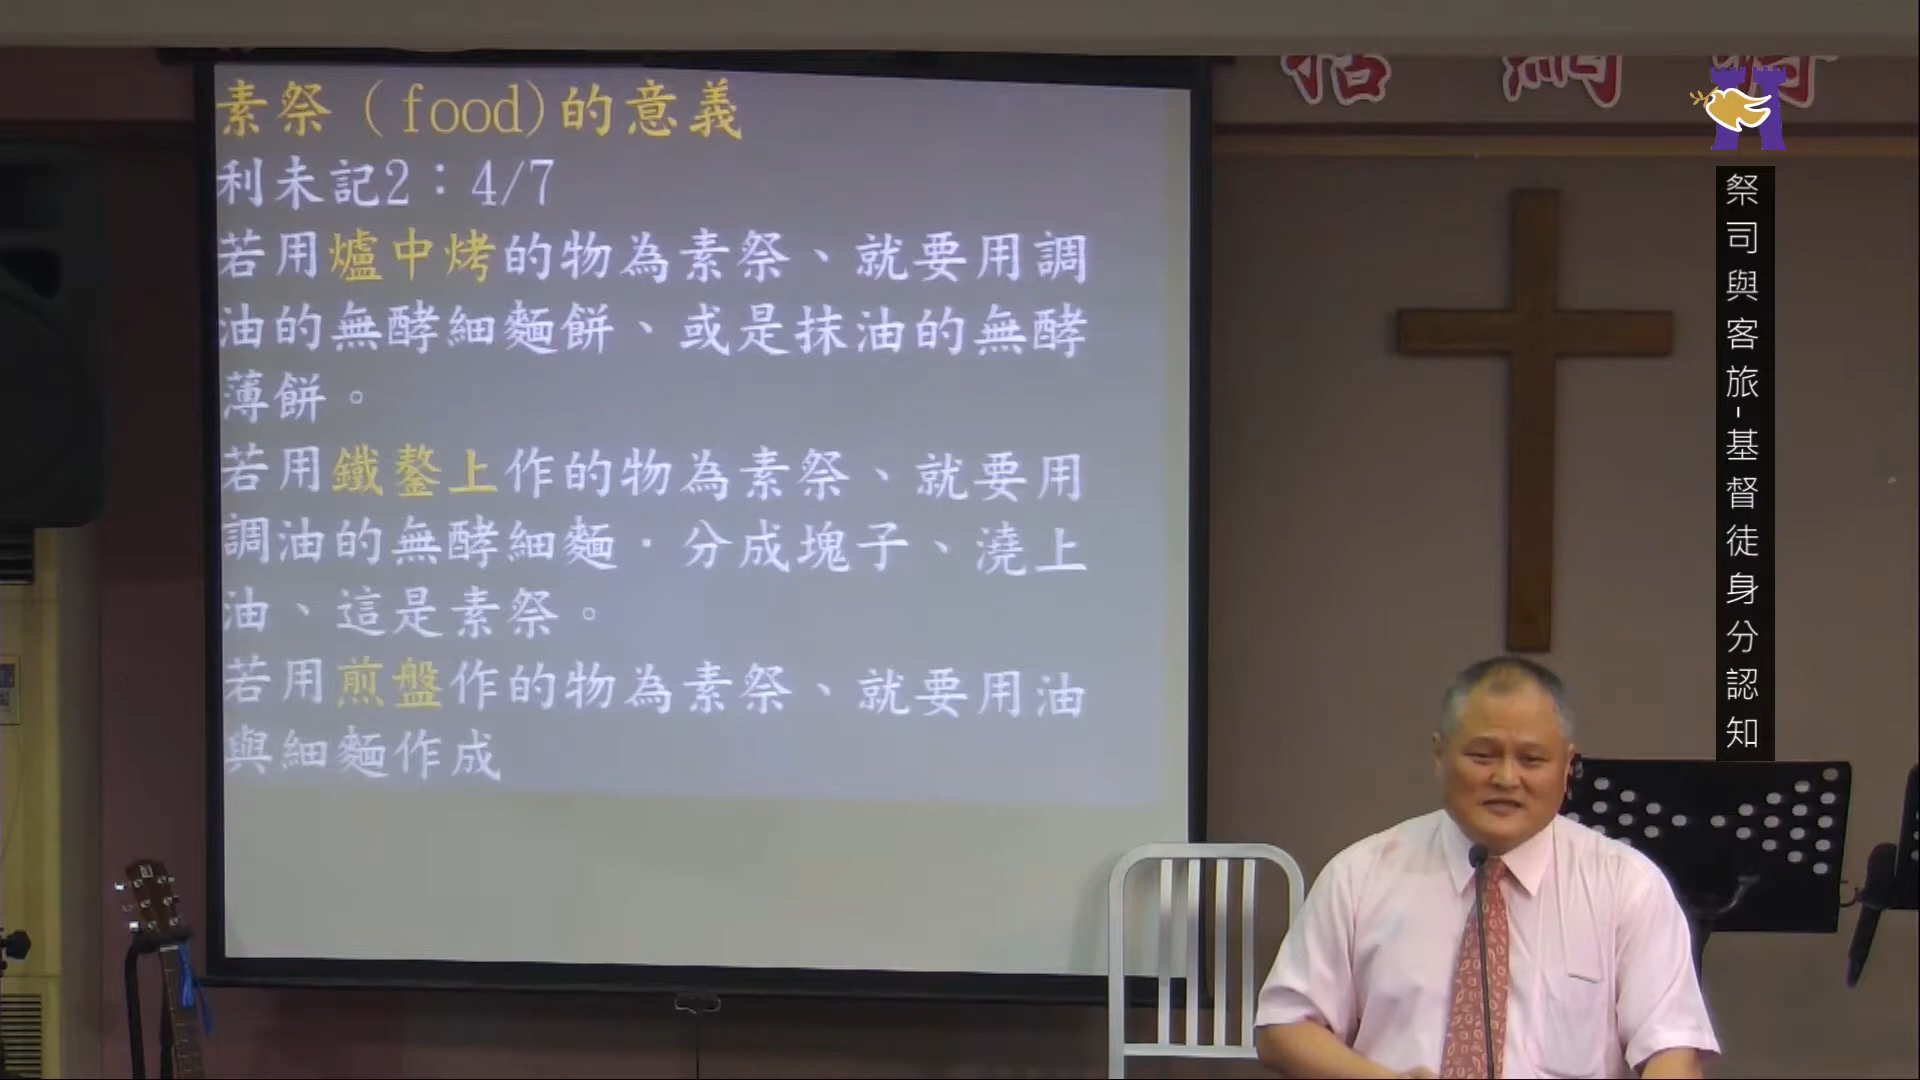 素祭(food)的意義
利未記2：4/7
若用爐中烤的物為素祭、就要用調
油的無酵細麵餅、或是抹油的無酵
薄餅。
若用鐵鏊上作的物為素祭、就要用
調油的無酵細麵．分成塊子、澆上
油、這是素祭。
若用煎盤作的物為素祭、就要用油
與細麵作成
祭司與客旅-基督徒身分認知